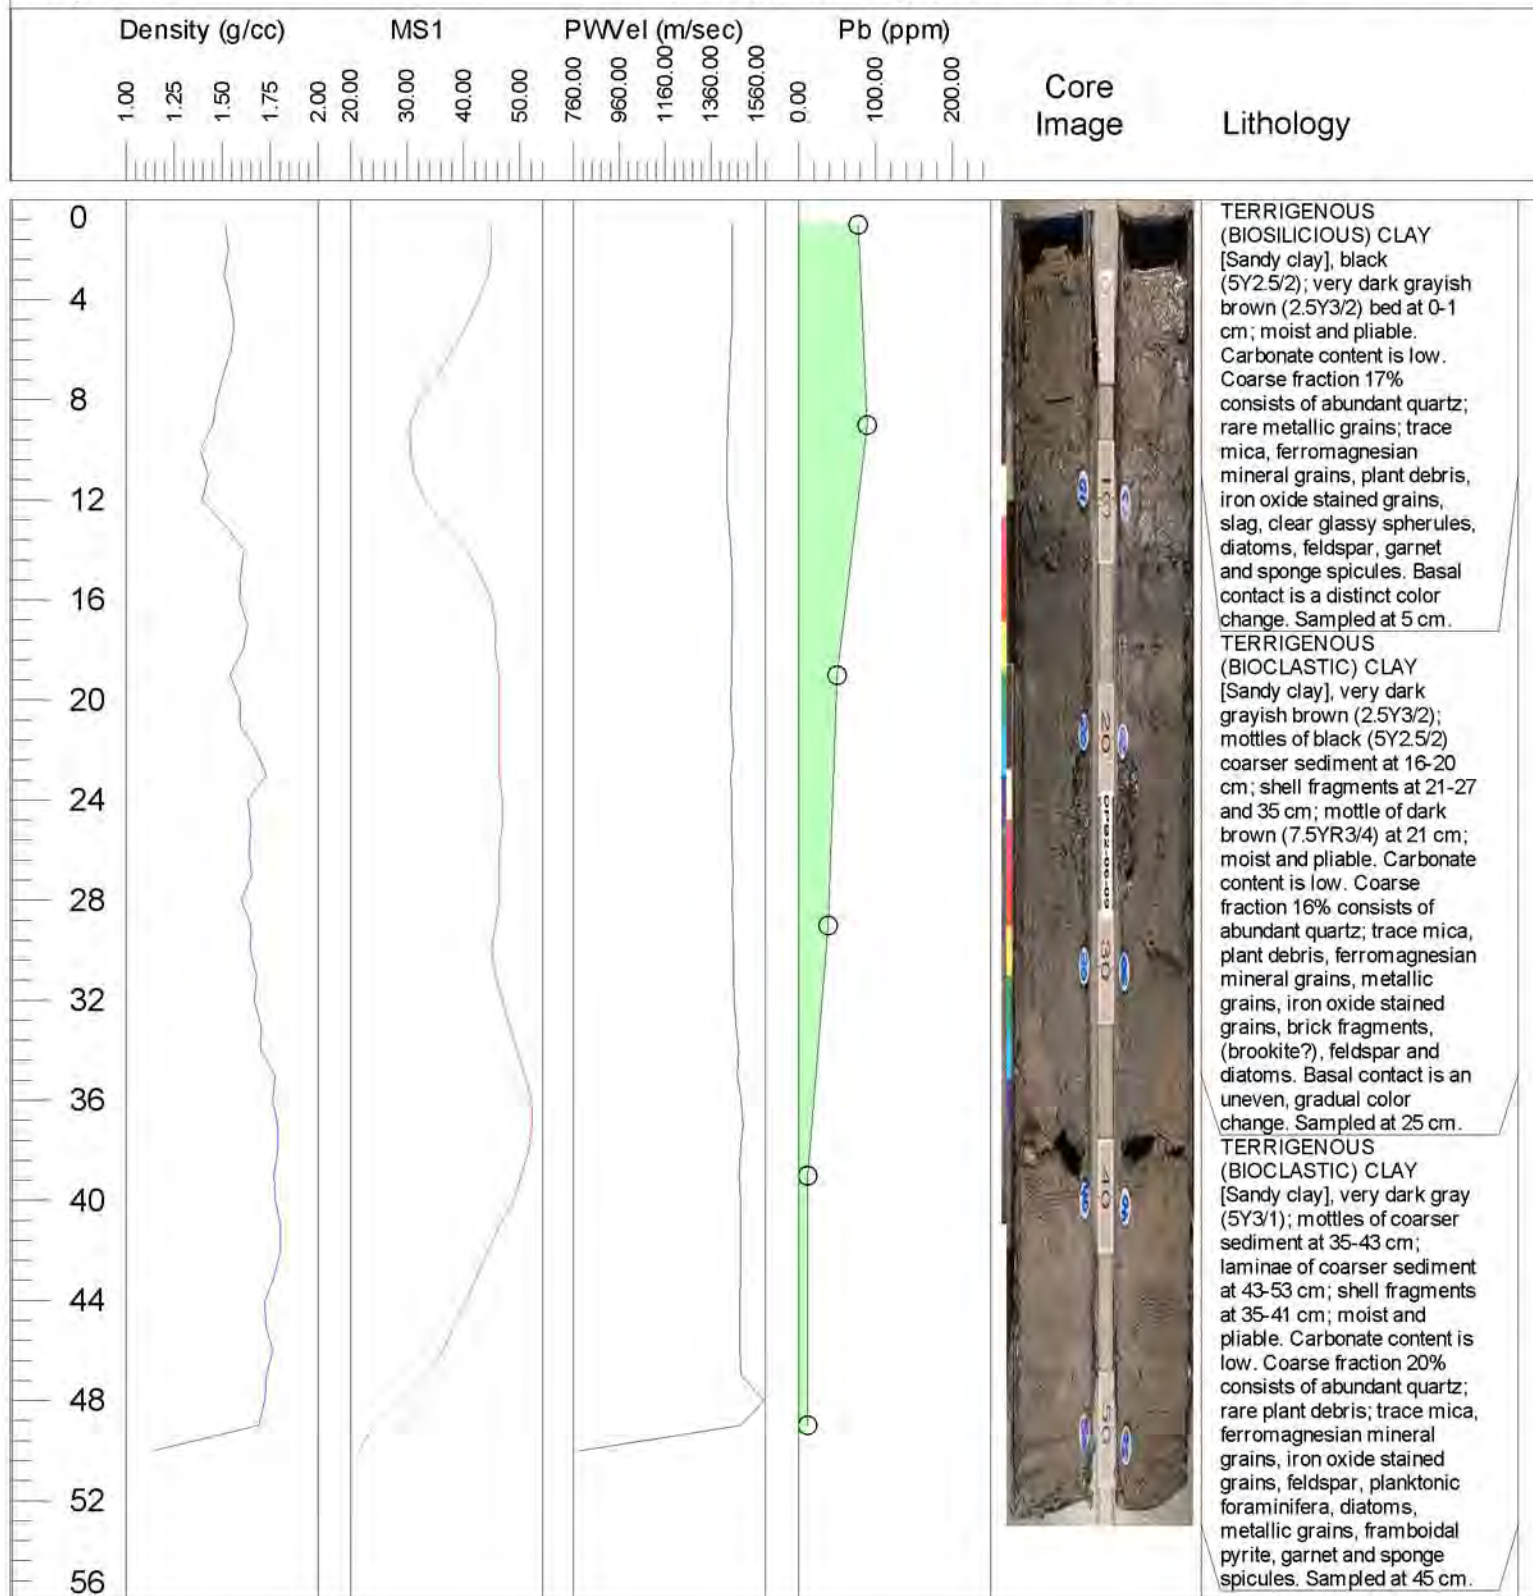 Density (g/cc)
MS1
PWVel (m/sec)
Pb (ppm)
1.00
1.25
1.50
1.75
2.00
20.00
30.00
40.00
50.00
760.00
960.00
1160.00
1360.00
1560.00
0.00
100.00
200.00
Core
Image
Lithology
0
4
8
12
16
20
24
28
32
36
40
44
48
52
56
10
20
30
40
50
TERRIGENOUS
(BIOSILICIOUS) CLAY
[Sandy clay], black
(5Y2.5/2); very dark grayish
brown (2.5Y3/2) bed at 0-1
cm; moist and pliable.
Carbonate content is low.
Coarse fraction 17%
consists of abundant quartz;
rare metallic grains; trace
mica, ferromagnesian
mineral grains, plant debris,
iron oxide stained grains,
slag, clear glassy spherules,
diatoms, feldspar, garnet
and sponge spicules. Basal
contact is a distinct color
change. Sampled at 5 cm.
TERRIGENOUS
(BIOCLASTIC) CLAY
[Sandy clay], very dark
grayish brown (2.5Y3/2);
mottles of black (5Y2.5/2)
coarser sediment at 16-20
cm; shell fragments at 21-27
and 35 cm; mottle of dark
brown (7.5YR3/4) at 21 cm;
moist and pliable. Carbonate
content is low. Coarse
fraction 16% consists of
abundant quartz; trace mica,
plant debris, ferromagnesian
mineral grains, metallic
grains, iron oxide stained
grains, brick fragments,
(brookite?), feldspar and
diatoms. Basal contact is an
uneven, gradual color
change. Sampled at 25 cm.
TERRIGENOUS
(BIOCLASTIC) CLAY
[Sandy clay], very dark gray
(5Y3/1); mottles of coarser
sediment at 35-43 cm;
laminae of coarser sediment
at 43-53 cm; shell fragments
at 35-41 cm; moist and
pliable. Carbonate content is
low. Coarse fraction 20%
consists of abundant quartz;
rare plant debris; trace mica,
ferromagnesian mineral
grains, iron oxide stained
grains, feldspar, planktonic
foraminifera, diatoms,
metallic grains, framboidal
pyrite, garnet and sponge
spicules. Sampled at 45 cm.